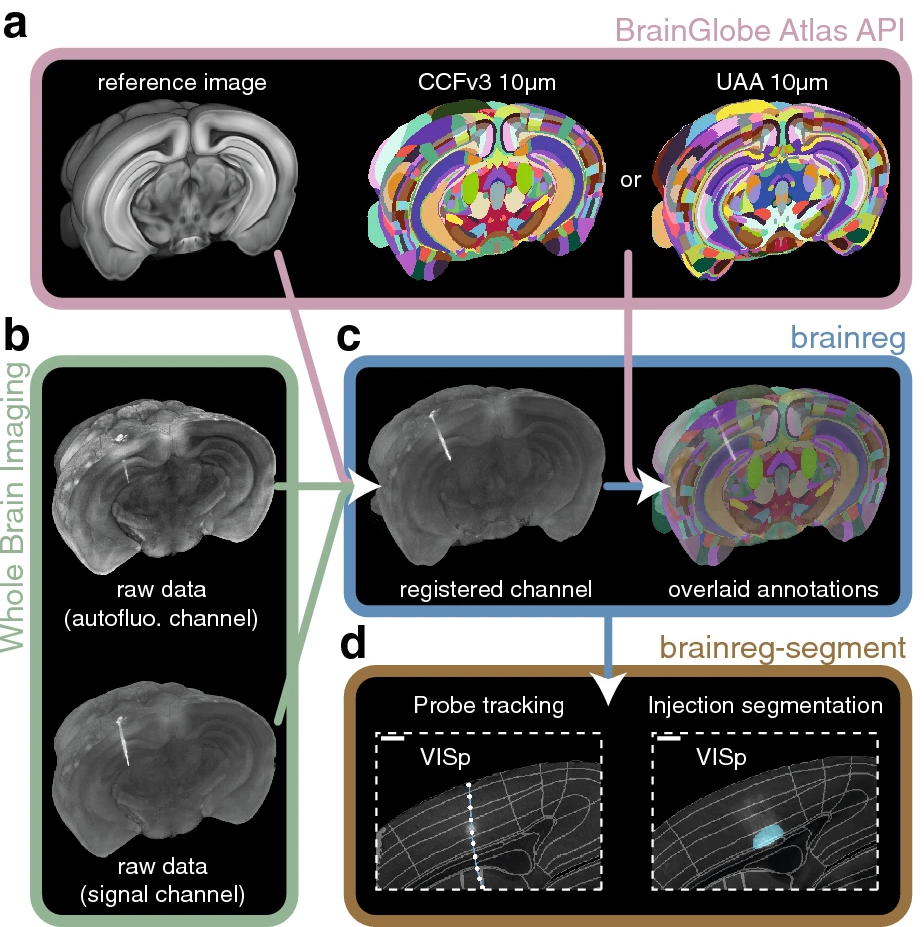 a
BrainGlobe Atlas API
reference image
CCFv3 10µm
or
UAA 10µm
b
Whole Brain Imaging
raw data
(autofluo. channel)
raw data
(signal channel)
c
brainreg
registered channel
overlaid annotations
d
brainreg-segment
Probe tracking
VISp
Injection segmentation
VISp